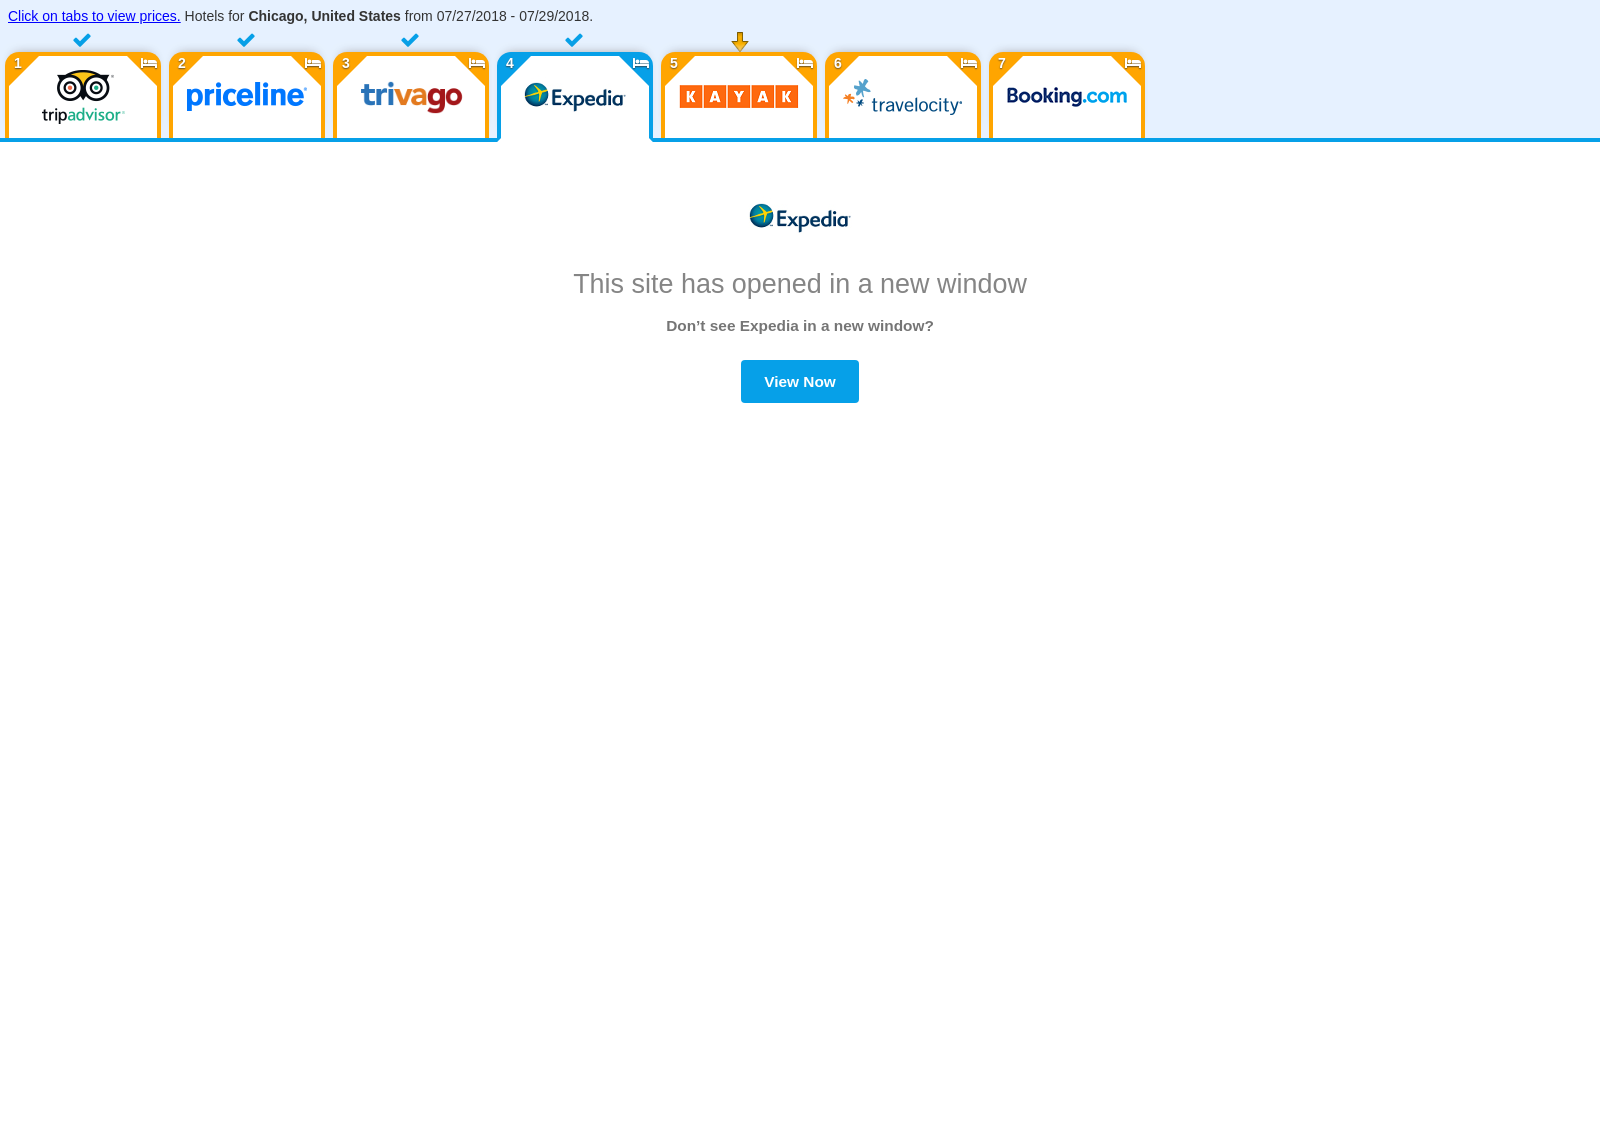 Click on tabs to view prices. Hotels for Chicago, United States from 07/27/2018 - 07/29/2018.
1 2 3 4 5 6 7
tripadvisor® priceline® trivago Expedia KAYAK travelocity Booking.com
Expedia
This site has opened in a new window
Don’t see Expedia in a new window?
View Now